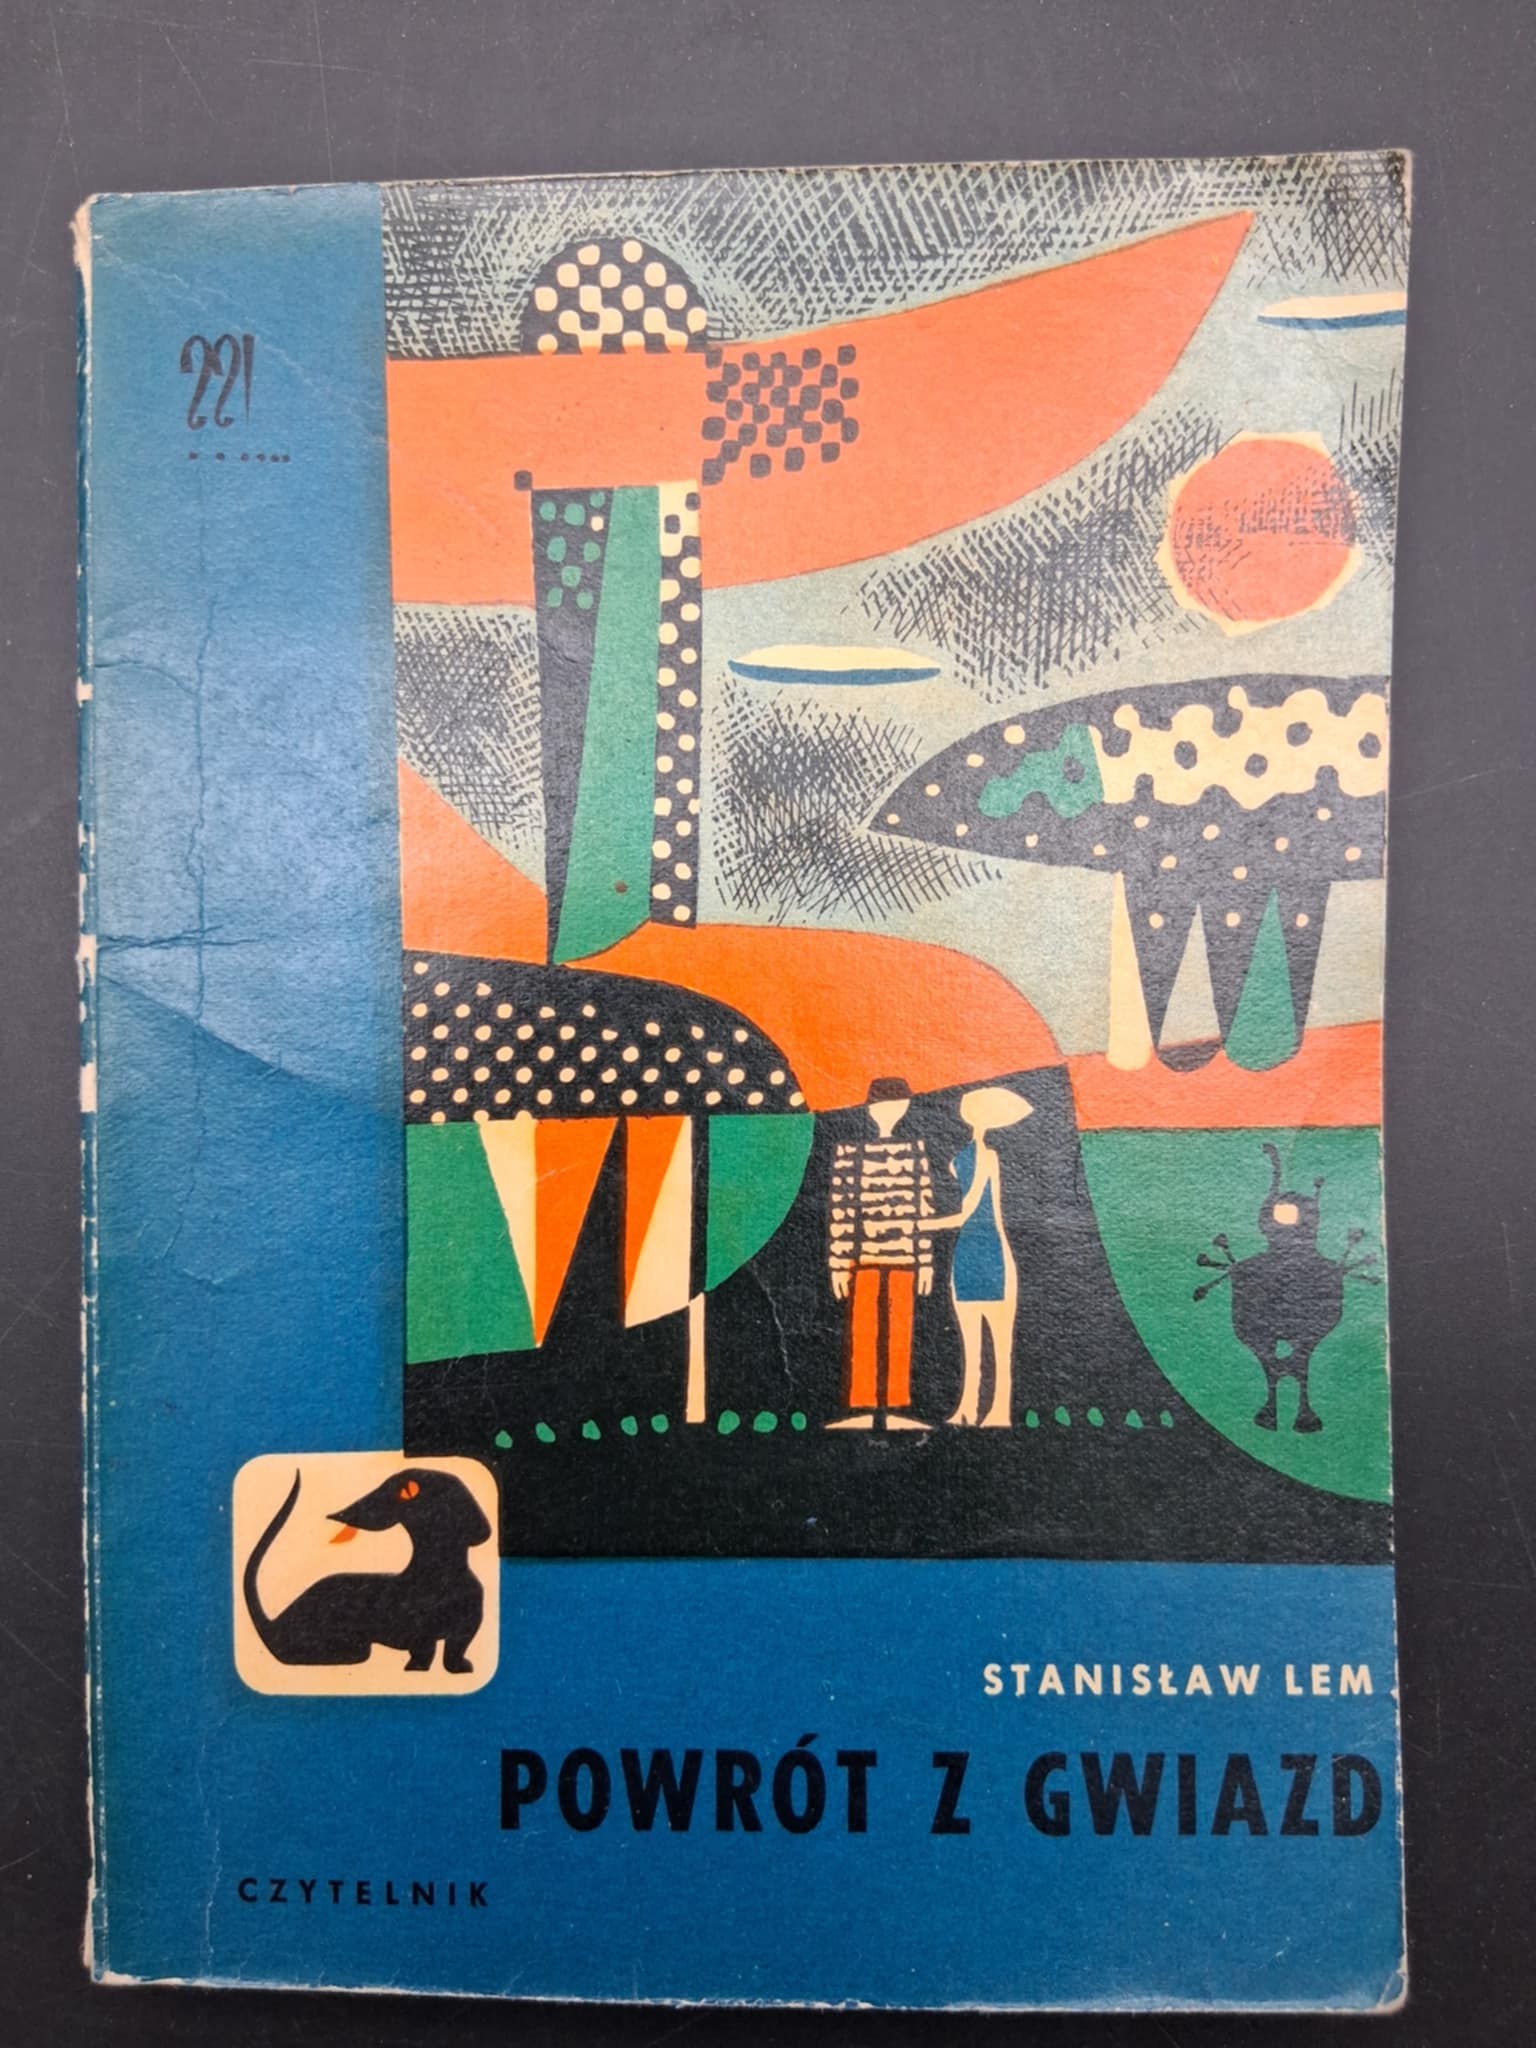 221
STANISŁAW LEM
POWRÓT Z GWIAZD
CZYTELNIK